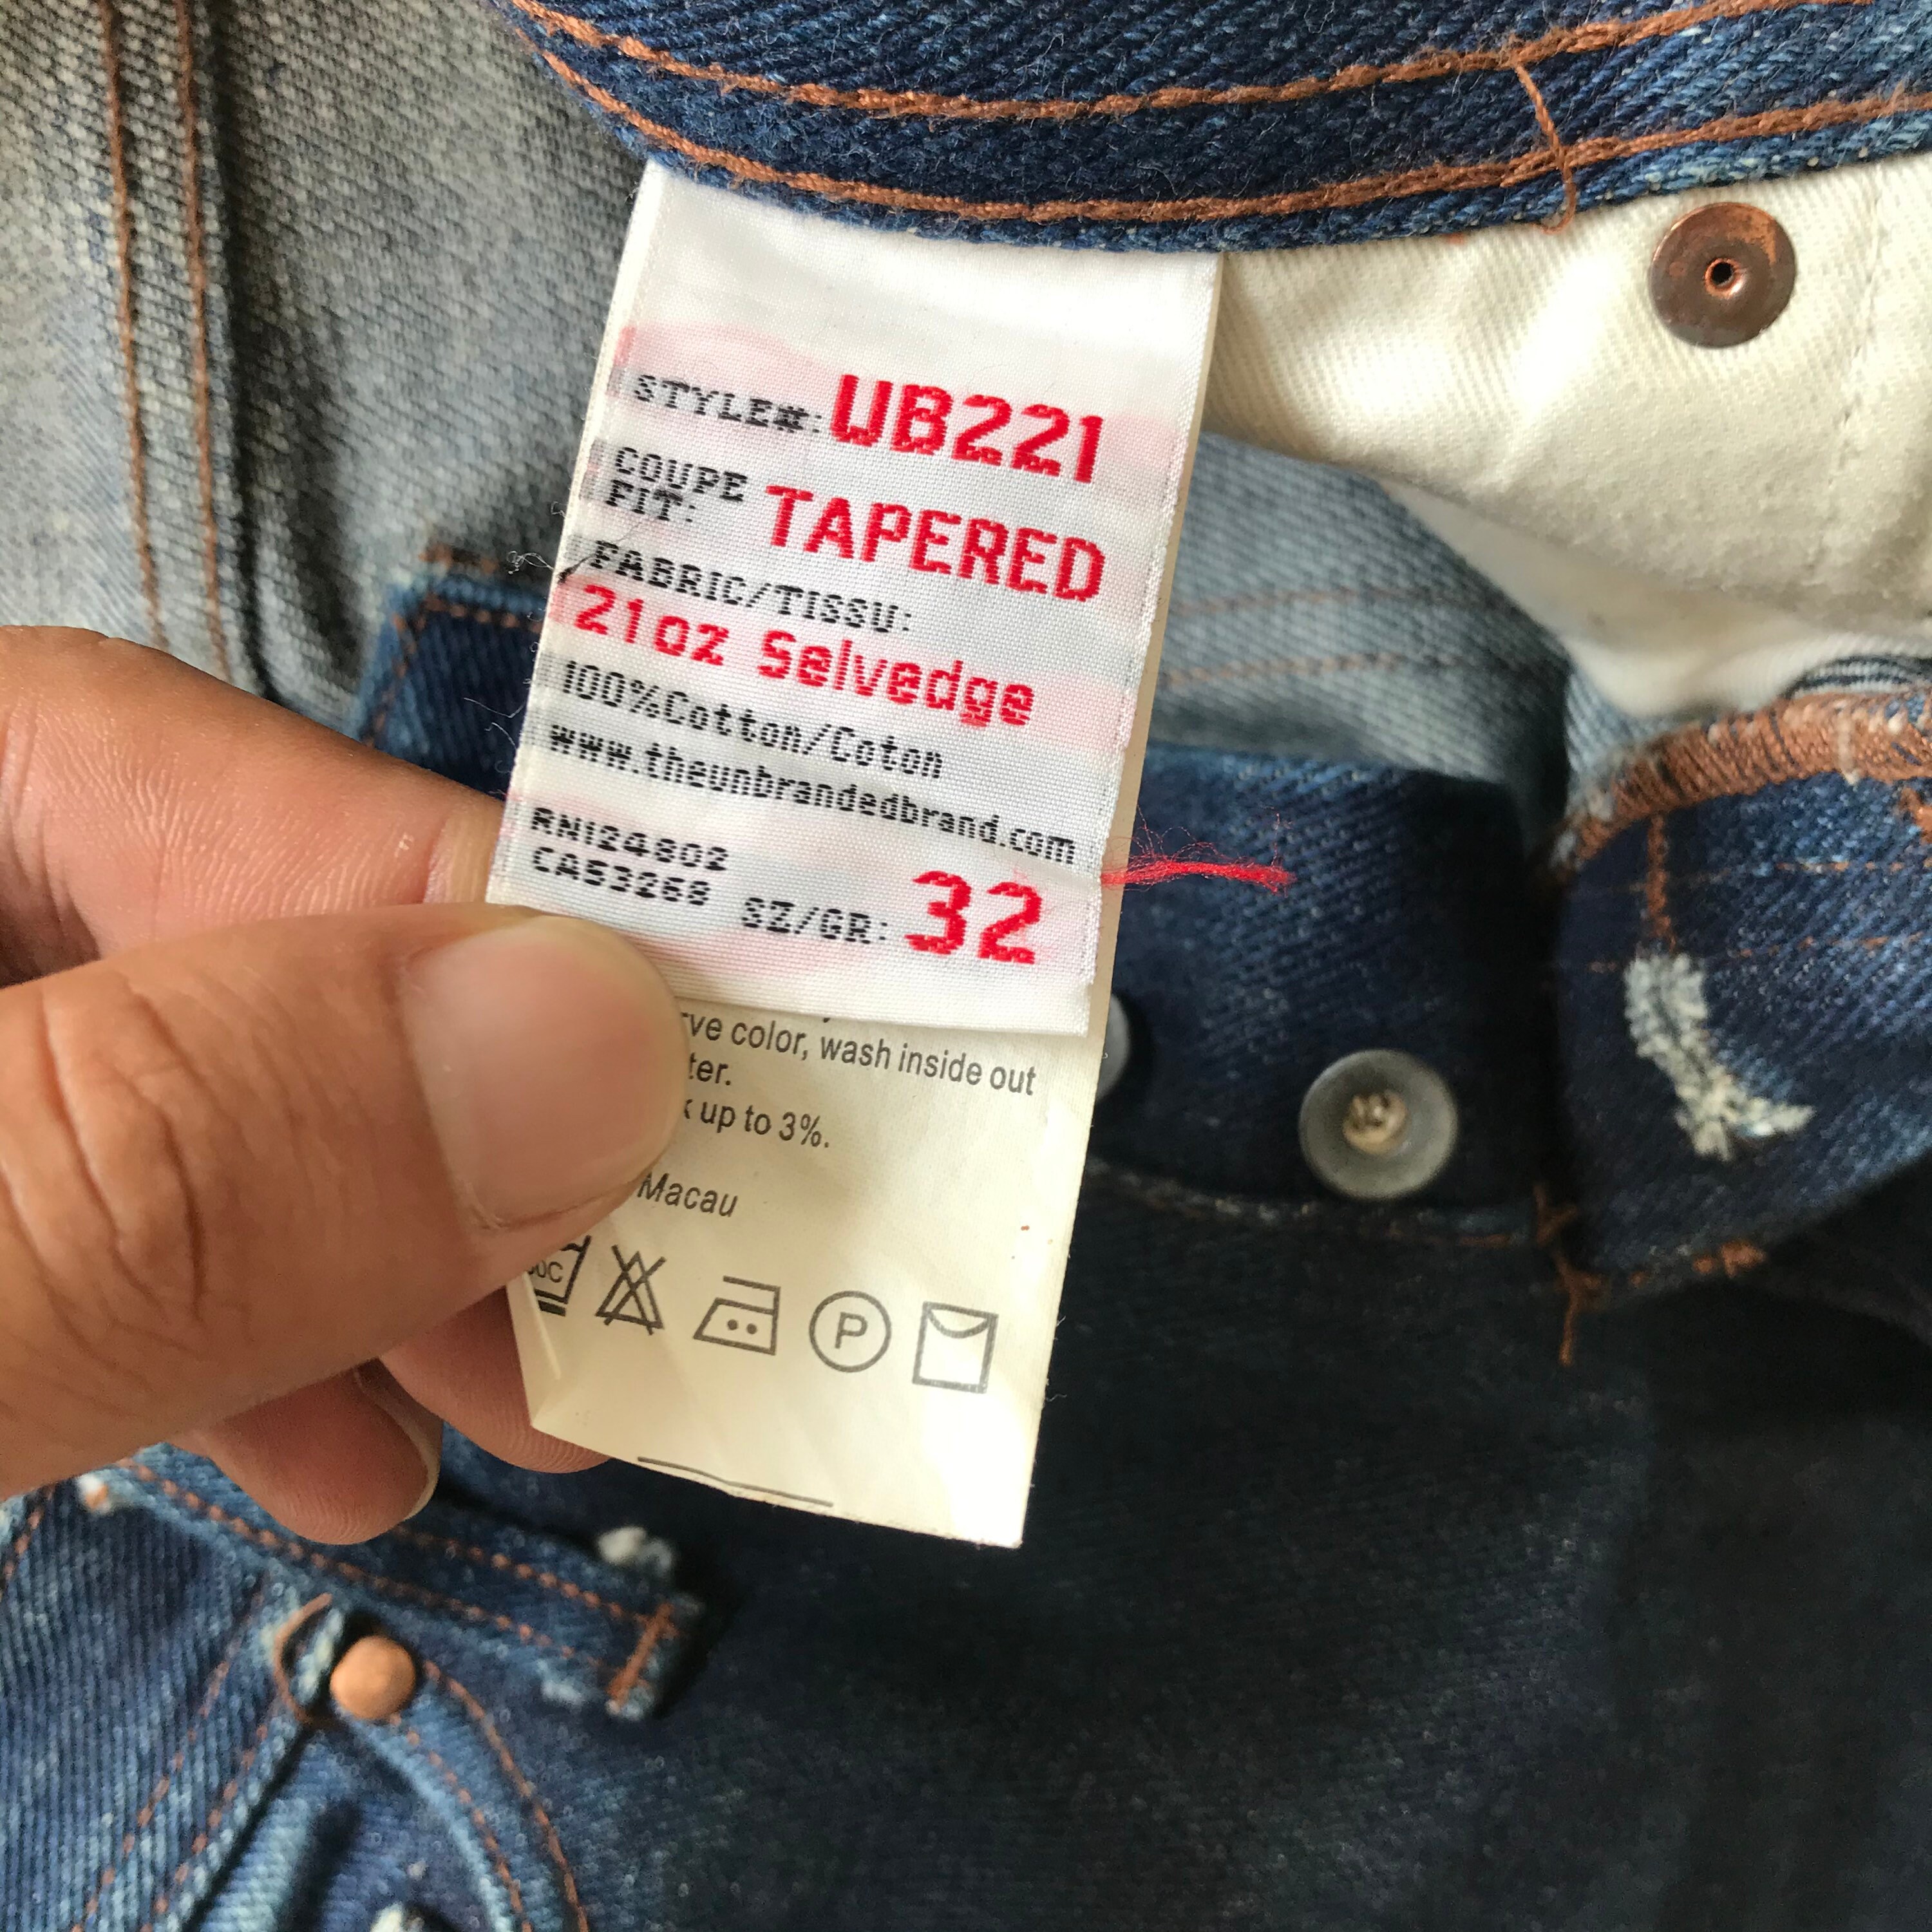 STYLE#: UB221
COUPE
FIT: TAPERED
FABRIC/TISSU:
21oz Selvedge
100%Cotton/Coton
www.theunbrandedbrand.com
RN124802
CA53268 SZ/GR: 32
color, wash inside out
up to 3%.
Macau
P